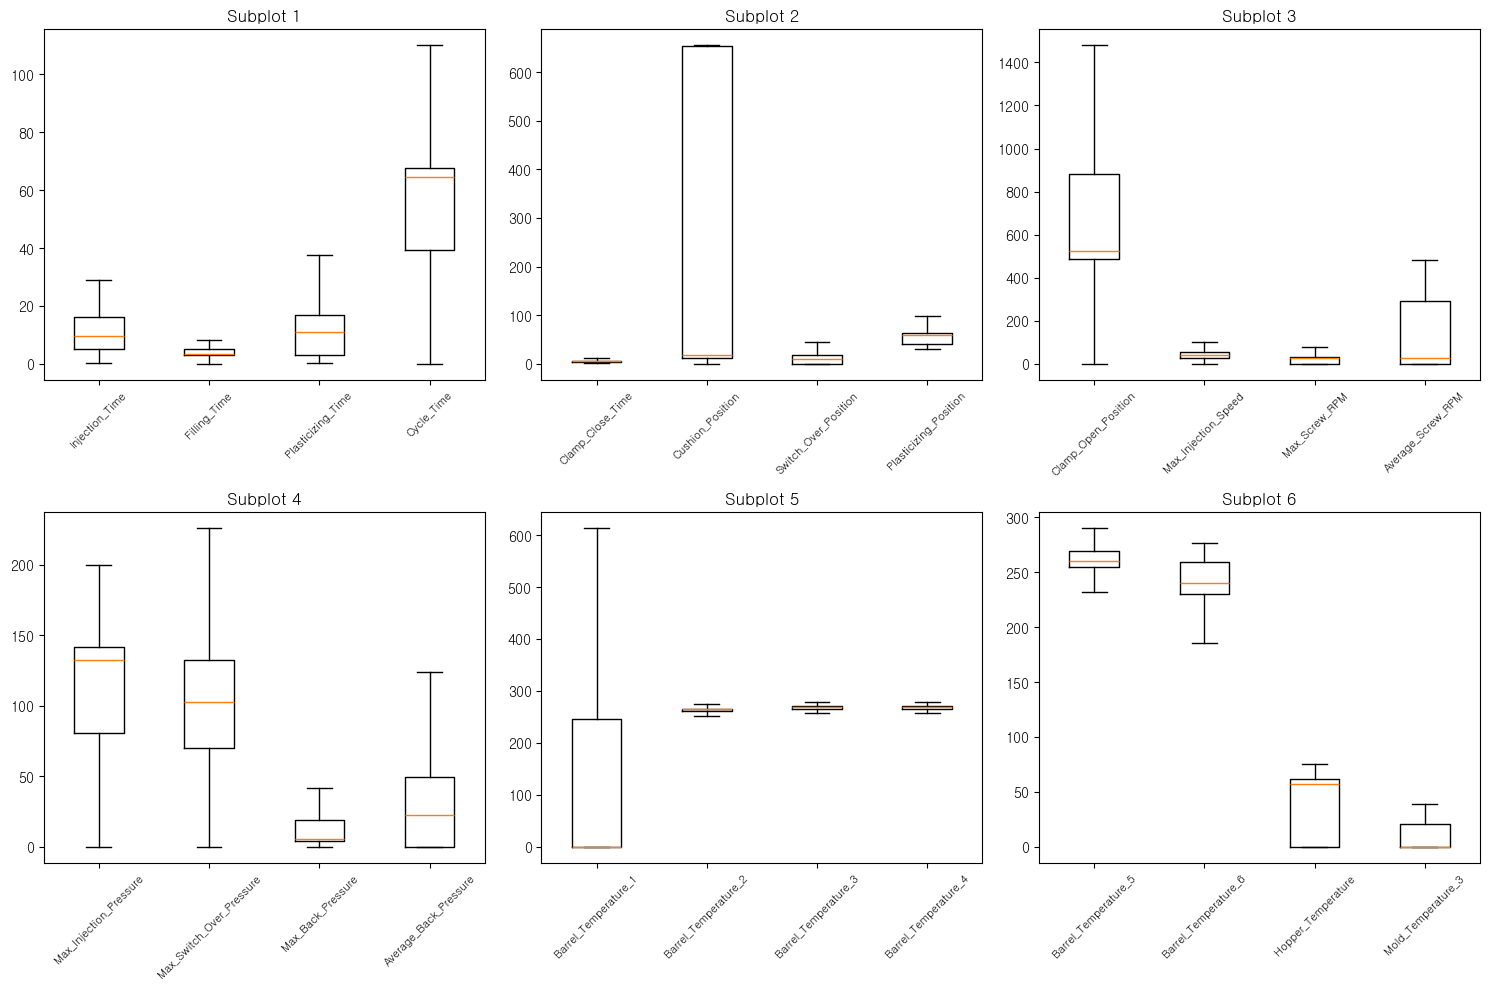 Subplot 1
100
80
60
40
20
0
Injection_Time
Filling_Time
Plasticizing_Time
Cycle_Time
Subplot 2
600
500
400
300
200
100
0
Clamp_Close_Time
Cushion_Position
Switch_Over_Position
Plasticizing_Position
Subplot 3
1400
1200
1000
800
600
400
200
0
Clamp_Open_Position
Max_Injection_Speed
Max_Screw_RPM
Average_Screw_RPM
Subplot 4
200
150
100
50
0
Max_Injection_Pressure
Max_Switch_Over_Pressure
Max_Back_Pressure
Average_Back_Pressure
Subplot 5
600
500
400
300
200
100
0
Barrel_Temperature_1
Barrel_Temperature_2
Barrel_Temperature_3
Barrel_Temperature_4
Subplot 6
300
250
200
150
100
50
0
Barrel_Temperature_5
Barrel_Temperature_6
Hopper_Temperature
Mold_Temperature_3